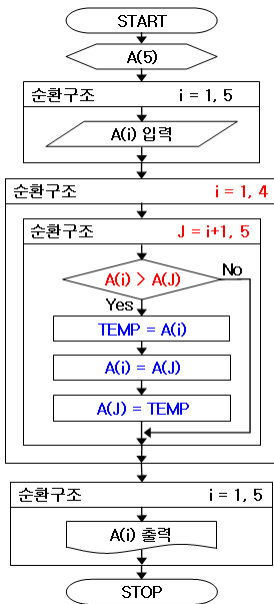 START
A(5)
순환구조 i = 1, 5
A(i) 입력
순환구조 i = 1, 4
순환구조 J = i+1, 5
A(i) > A(J) No
Yes
TEMP = A(i)
A(i) = A(J)
A(J) = TEMP
순환구조 i = 1, 5
A(i) 출력
STOP